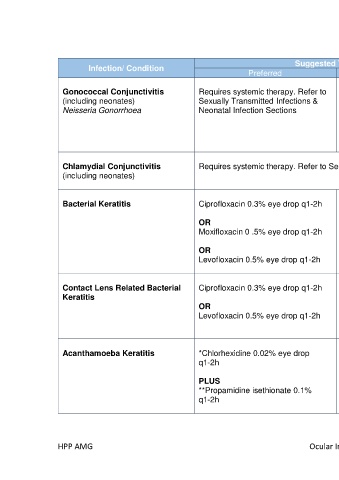 Infection/ Condition
Suggested
Preferred
Gonococcal Conjunctivitis
(including neonates)
Neisseria Gonorrhoea
Requires systemic therapy. Refer to
Sexually Transmitted Infections &
Neonatal Infection Sections
Chlamydial Conjunctivitis
(including neonates)
Requires systemic therapy. Refer to Se
Bacterial Keratitis
Ciprofloxacin 0.3% eye drop q1-2h
OR
Moxifloxacin 0 .5% eye drop q1-2h
OR
Levofloxacin 0.5% eye drop q1-2h
Contact Lens Related Bacterial
Keratitis
Ciprofloxacin 0.3% eye drop q1-2h
OR
Levofloxacin 0.5% eye drop q1-2h
Acanthamoeba Keratitis
*Chlorhexidine 0.02% eye drop
q1-2h
PLUS
**Propamidine isethionate 0.1%
q1-2h
HPP AMG
Ocular I